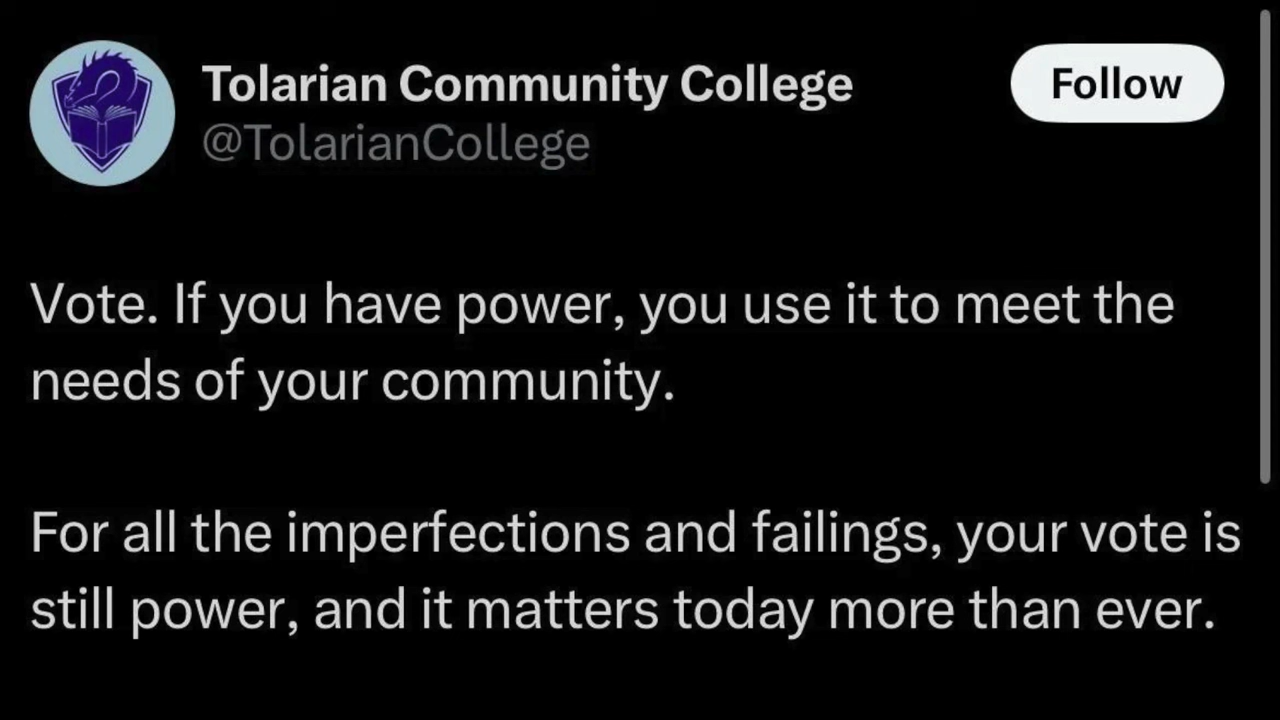 Tolarian Community College
Follow
@TolarianCollege
Vote. If you have power, you use it to meet the
needs of your community.
For all the imperfections and failings, your vote is
still power, and it matters today more than ever.